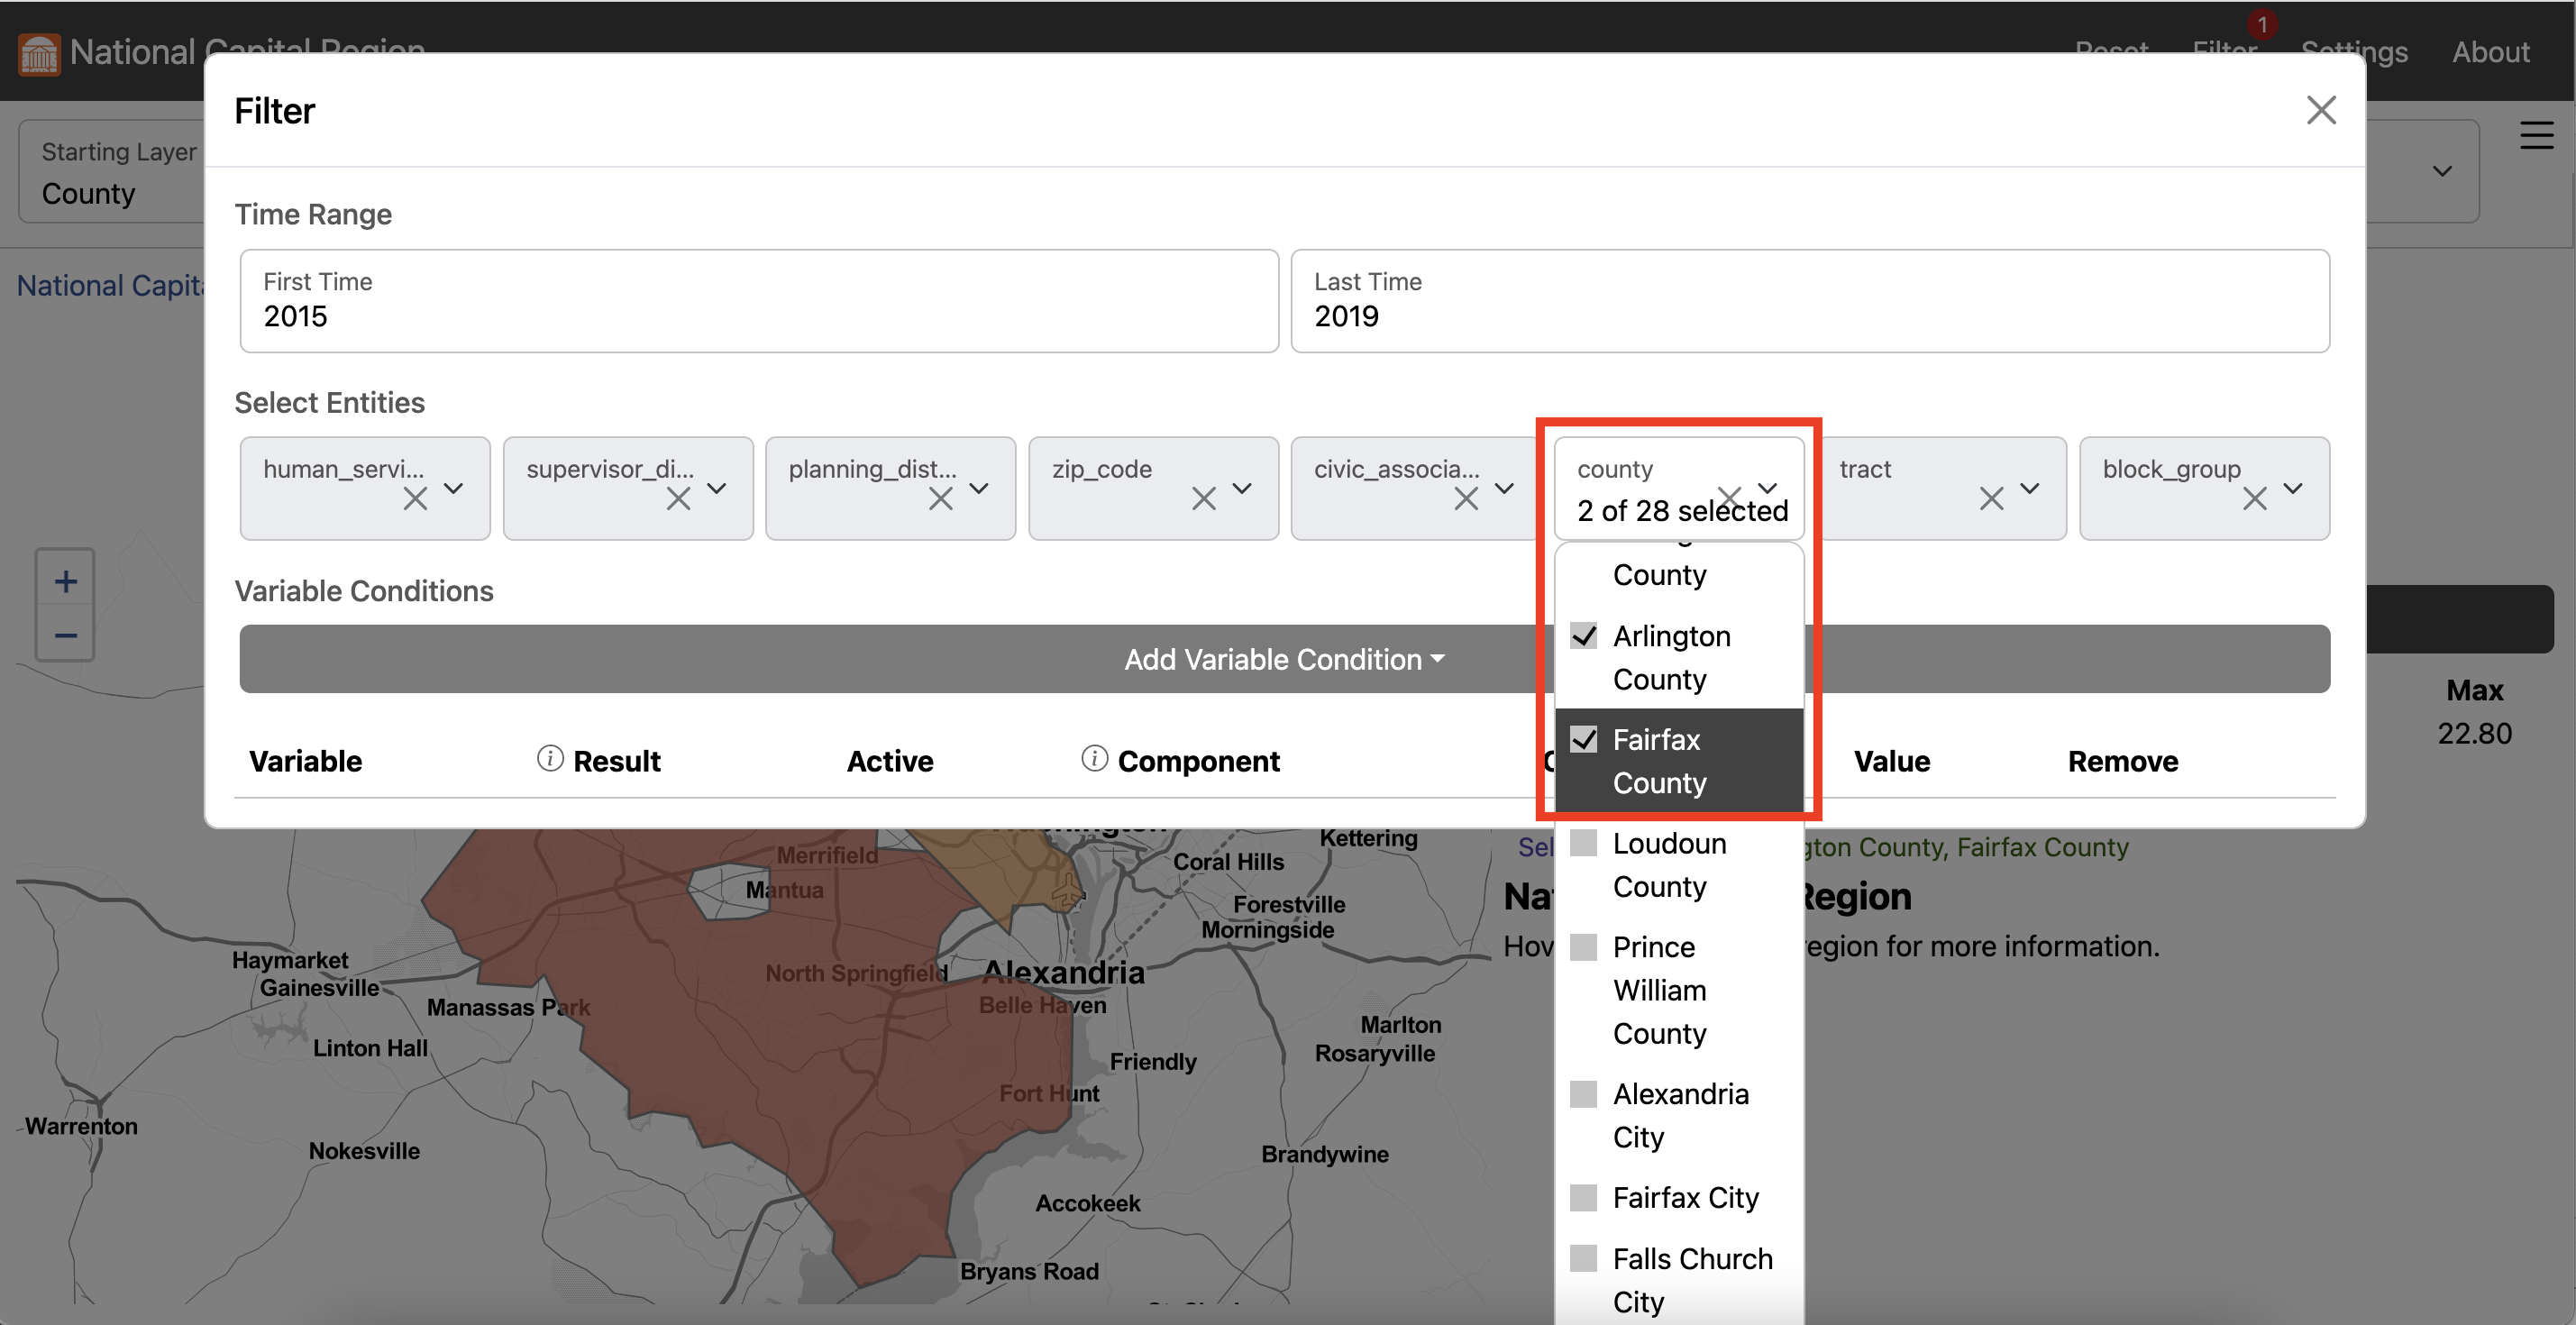 National Capital Region
Reset
Filter
1
Settings
About
Filter
Starting Layer
County
Time Range
First Time
2015
Last Time
2019
National Capit
Select Entities
human_servi...
supervisor_di...
planning_dist...
zip_code
civic_associa...
county
2 of 28 selected
tract
block_group
County
Arlington
County
Fairfax
County
Loudoun
County
Prince
William
County
Alexandria
City
Fairfax City
Falls Church
City
Variable Conditions
Add Variable Condition
Variable
Result
Active
Component
Value
Remove
Max
22.80
gton County, Fairfax County
Region
egion for more information.
+
−
Merrifield
Mantua
Kettering
Coral Hills
Forestville
Morningside
Haymarket
Gainesville
Manassas Park
North Springfield
Alexandria
Belle Haven
Linton Hall
Marlton
Rosaryville
Friendly
Fort Hunt
Warrenton
Nokesville
Brandywine
Accokeek
Bryans Road